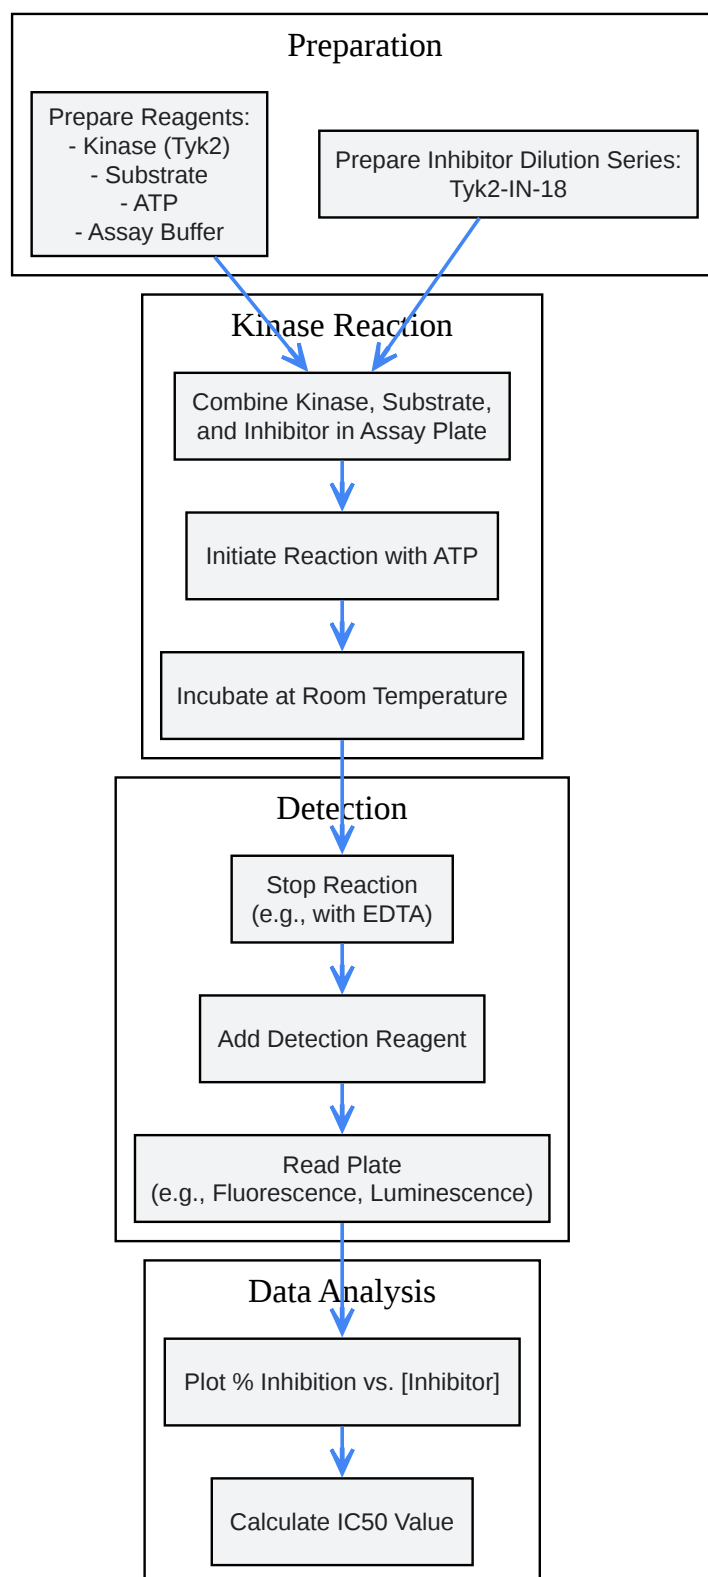 Preparation
Prepare Reagents:
- Kinase (Tyk2)
- Substrate
- ATP
- Assay Buffer
Prepare Inhibitor Dilution Series:
Tyk2-IN-18
Kinase Reaction
Combine Kinase, Substrate,
and Inhibitor in Assay Plate
Initiate Reaction with ATP
Incubate at Room Temperature
Detection
Stop Reaction
(e.g., with EDTA)
Add Detection Reagent
Read Plate
(e.g., Fluorescence, Luminescence)
Data Analysis
Plot % Inhibition vs. [Inhibitor]
Calculate IC50 Value